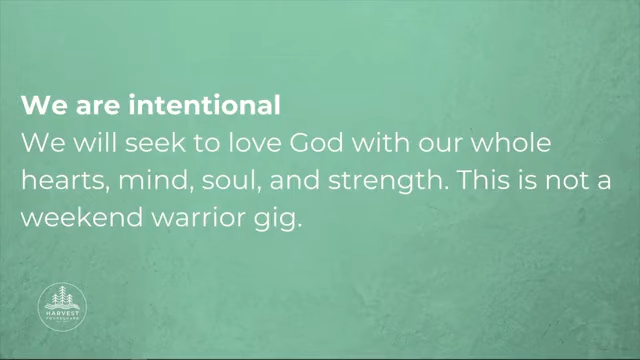 We are intentional
We will seek to love God with our whole
hearts, mind, soul, and strength. This is not a
weekend warrior gig.
HARVEST